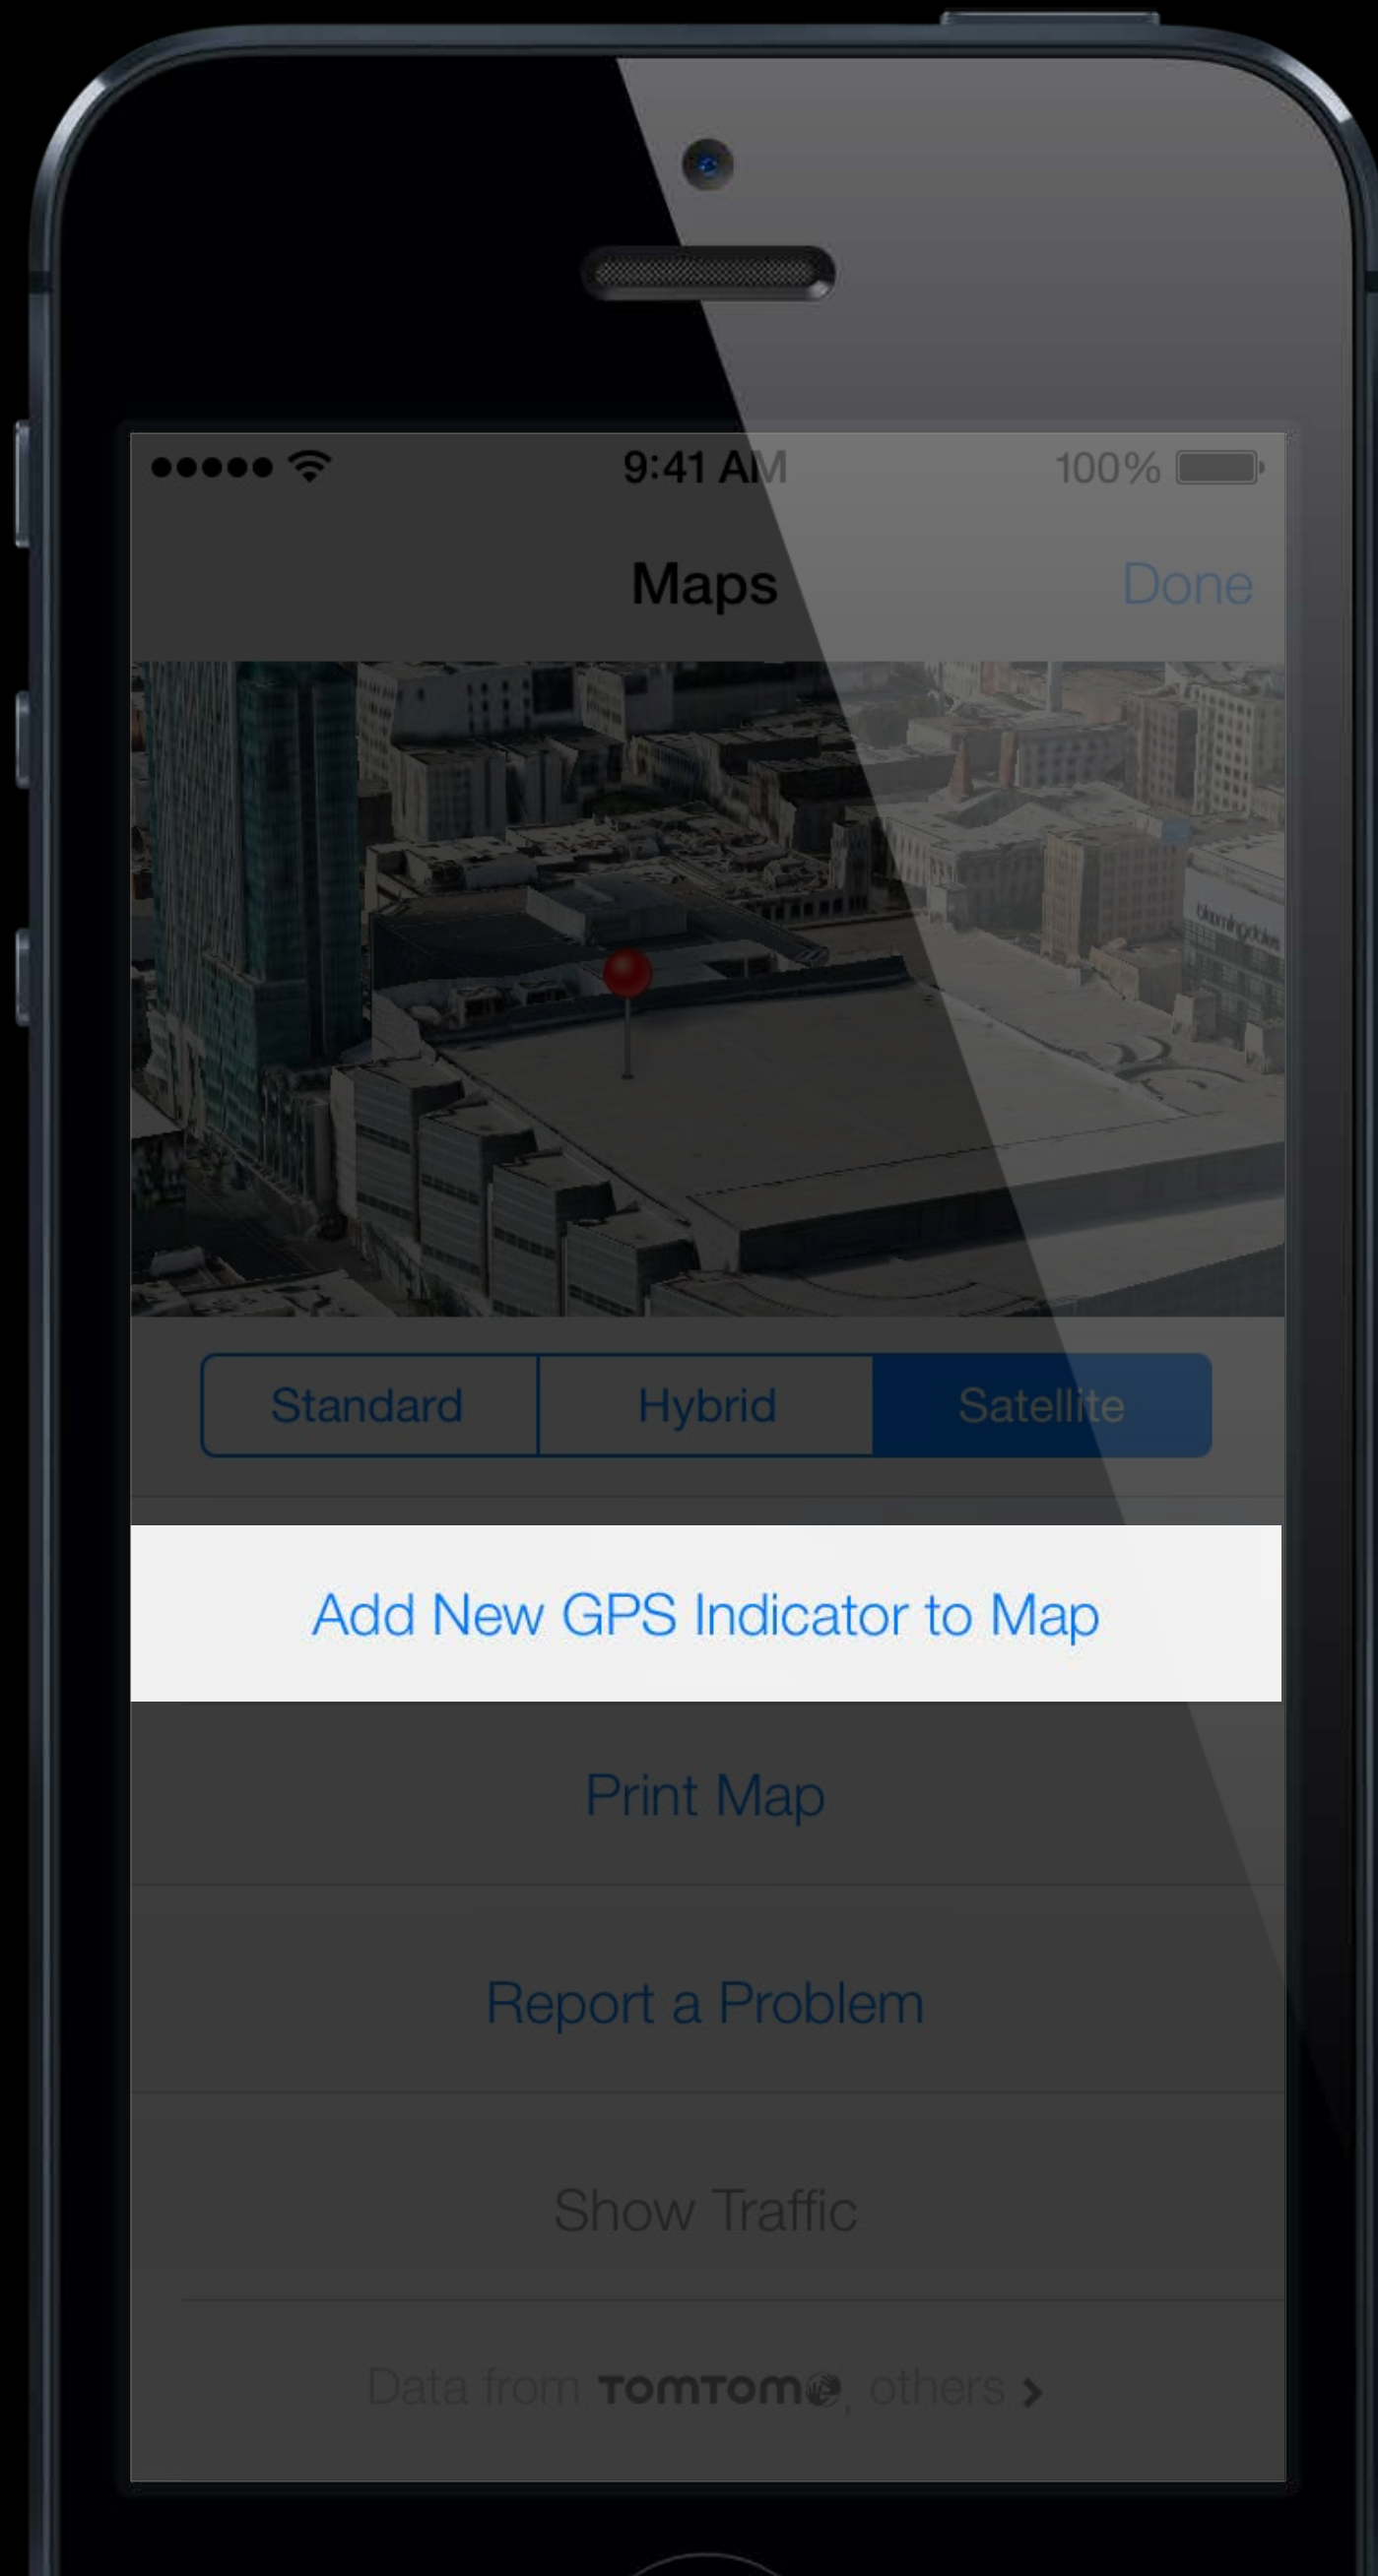 9:41 AM 100%
Maps Done
bloomingdales
Standard Hybrid Satellite
Add New GPS Indicator to Map
Print Map
Report a Problem
Show Traffic
Data from TOMTOM, others